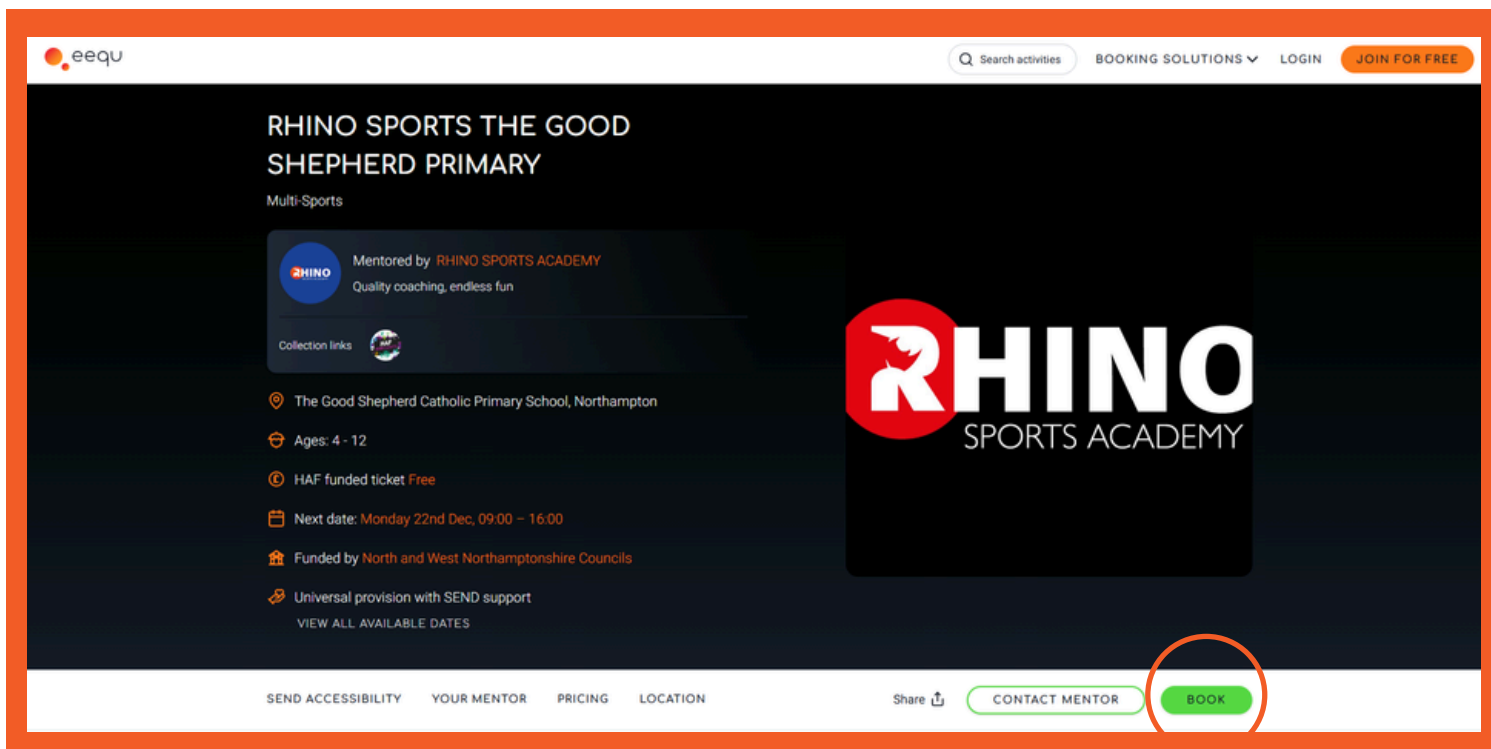 eequ
Search activities
BOOKING SOLUTIONS
LOGIN
JOIN FOR FREE
RHINO SPORTS THE GOOD
SHEPHERD PRIMARY
Multi-Sports
RHINO
Mentored by RHINO SPORTS ACADEMY
Quality coaching, endless fun
Collection links
HAF
RHINO
SPORTS ACADEMY
The Good Shepherd Catholic Primary School, Northampton
Ages: 4 - 12
HAF funded ticket Free
Next date: Monday 22nd Dec, 09:00 – 16:00
Funded by North and West Northamptonshire Councils
Universal provision with SEND support
VIEW ALL AVAILABLE DATES
SEND ACCESSIBILITY
YOUR MENTOR
PRICING
LOCATION
Share
CONTACT MENTOR
BOOK